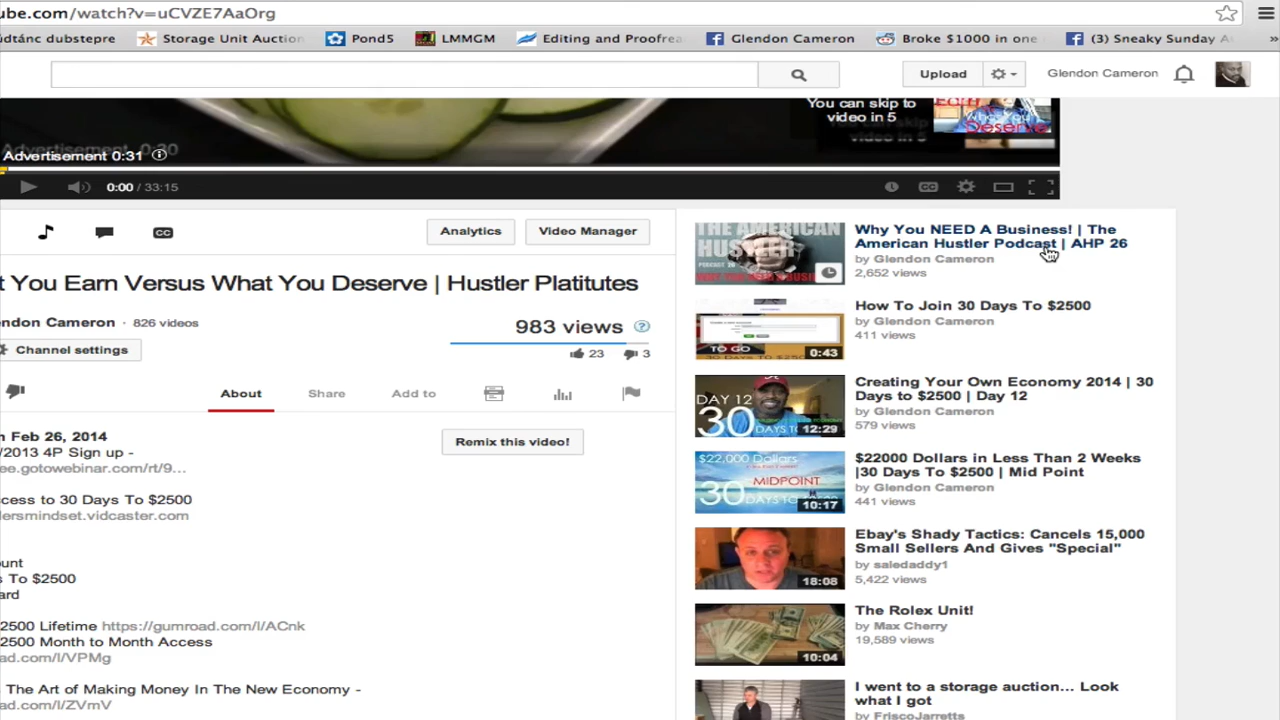 ube.com/watch?v=uCVZE7AaOrg
údtánc dubstepre
Storage Unit Auction
Pond5
LMMGM
Editing and Proofrea
Glendon Cameron
Broke $1000 in one
(3) Sneaky Sunday A
»
Upload
Glendon Cameron
You can skip to
video in 5
Advertisement 0:31
0:00 / 33:15
CC
CC
Analytics
Video Manager
t You Earn Versus What You Deserve | Hustler Platitutes
endon Cameron · 826 videos
Channel settings
983 views
23
3
About
Share
Add to
n Feb 26, 2014
/2013 4P Sign up -
ee.gotowebinar.com/rt/9...
Remix this video!
ccess to 30 Days To $2500
lersmindset.vidcaster.com
ount
s To $2500
ard
2500 Lifetime https://gumroad.com/l/ACnk
2500 Month to Month Access
ad.com/l/VPMg
The Art of Making Money In The New Economy -
ad.com/l/ZVmV
THE AMERICAN
HUSTLER
Why You NEED A Business! | The
American Hustler Podcast | AHP 26
by Glendon Cameron
2,652 views
TO GO
0:43
How To Join 30 Days To $2500
by Glendon Cameron
411 views
DAY 12
30
12:29
Creating Your Own Economy 2014 | 30
Days to $2500 | Day 12
by Glendon Cameron
579 views
$22,000 Dollars
MIDPOINT
30
10:17
$22000 Dollars in Less Than 2 Weeks
|30 Days To $2500 | Mid Point
by Glendon Cameron
441 views
18:08
Ebay's Shady Tactics: Cancels 15,000
Small Sellers And Gives "Special"
by saledaddy1
5,422 views
10:04
The Rolex Unit!
by Max Cherry
19,589 views
I went to a storage auction... Look
what I got
by FriscoJarretts